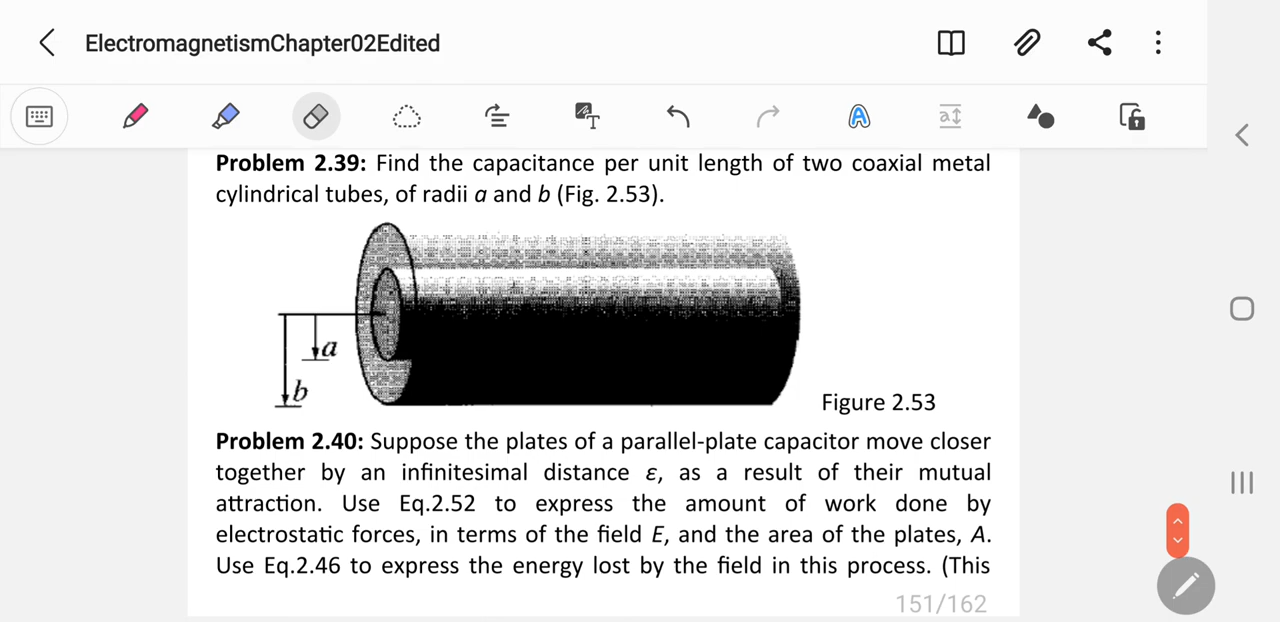 ElectromagnetismChapter02Edited
Problem 2.39: Find the capacitance per unit length of two coaxial metal
cylindrical tubes, of radii a and b (Fig. 2.53).
a
b
Figure 2.53
Problem 2.40: Suppose the plates of a parallel-plate capacitor move closer
together by an infinitesimal distance ε, as a result of their mutual
attraction. Use Eq.2.52 to express the amount of work done by
electrostatic forces, in terms of the field E, and the area of the plates, A.
Use Eq.2.46 to express the energy lost by the field in this process. (This
151/162